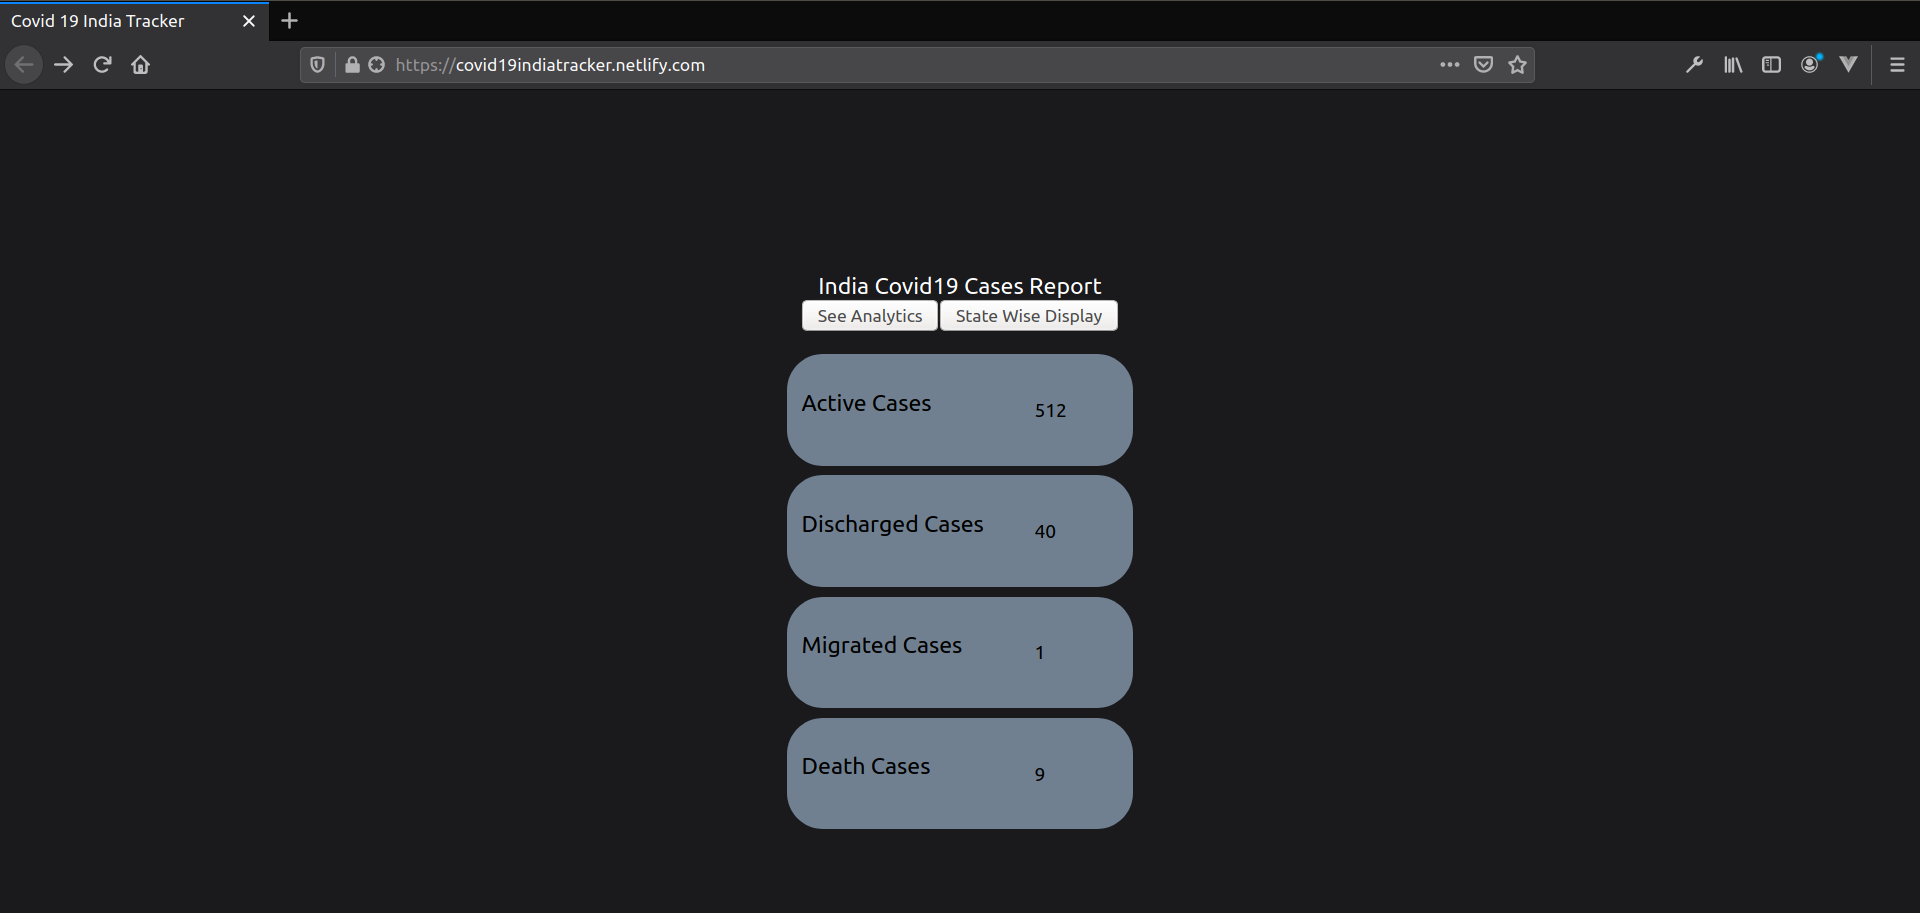 Covid 19 India Tracker
https://covid19indiatracker.netlify.com
India Covid19 Cases Report
See Analytics State Wise Display
Active Cases 512
Discharged Cases 40
Migrated Cases 1
Death Cases 9